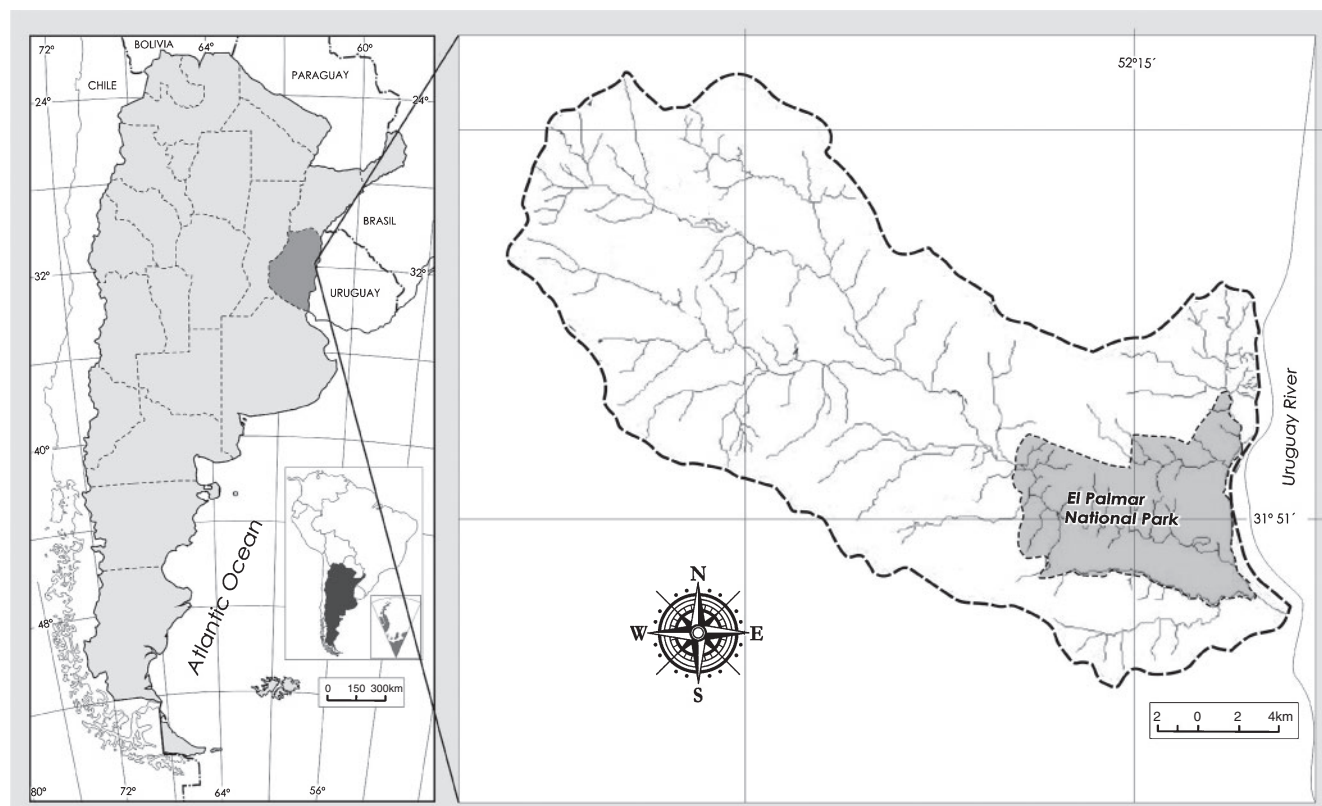 72°
BOLIVIA
64°
60°
PARAGUAY
CHILE
24°
24°
BRASIL
32°
32°
URUGUAY
40°
Atlantic Ocean
48°
0 150 300km
80°
72°
64°
56°
52°15´
Uruguay River
El Palmar
National Park
31° 51´
N
W
E
S
2 0 2 4km